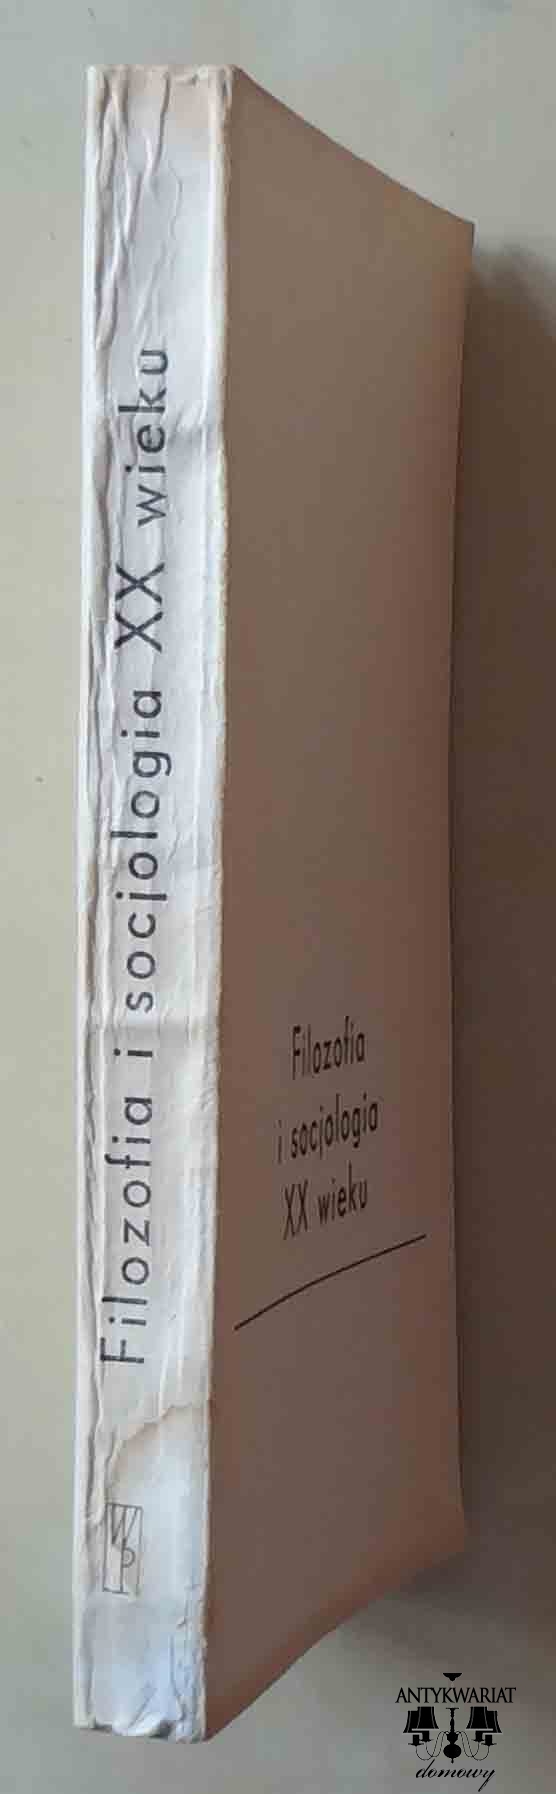 Filozofia i socjologia XX wieku
WP
Filozofia
i socjologia
XX wieku
ANTYKWARIAT
domowy